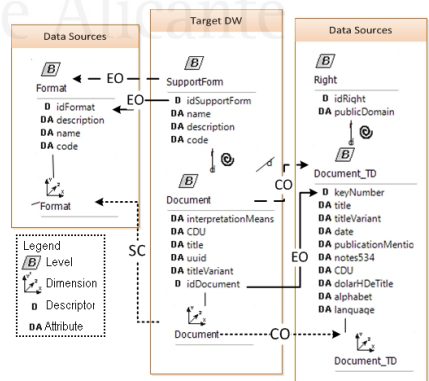 e Alicante
Data Sources
Format
EO
EO
D idFormat
DA description
DA name
DA code
Format
SC
Legend
B Level
Dimension
D Descriptor
DA Attribute
Target DW
B
SupportForm
D idSupportForm
DA name
DA description
DA code
B
Document
DA interpretationMeans
DA CDU
DA title
DA uuid
DA titleVariant
D idDocument
Document
CO
EO
CO
Data Sources
B
Right
D idRight
DA publicDomain
B
Document_TD
D keyNumber
DA title
DA titleVariant
DA date
DA publicationMentio
DA notes534
DA CDU
DA dolarHDeTitle
DA alphabet
DA language
Document_TD